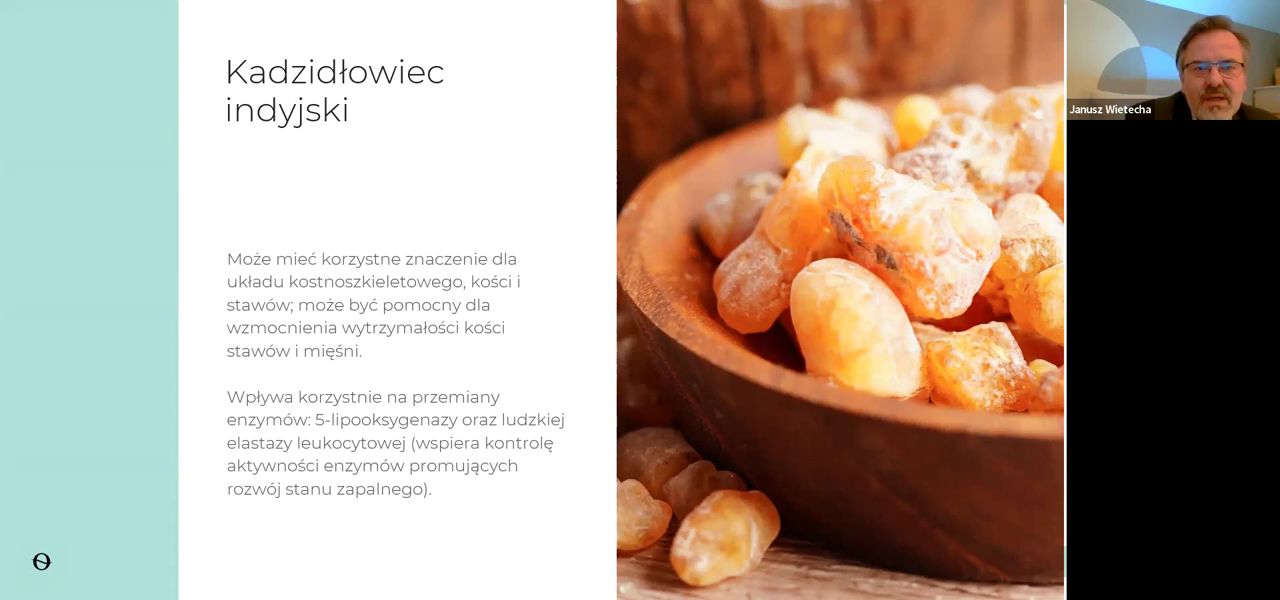 Kadzidłowiec
indyjski
Może mieć korzystne znaczenie dla
układu kostnoszkieletowego, kości i
stawów; może być pomocny dla
wzmocnienia wytrzymałości kości
stawów i mięśni.
Wpływa korzystnie na przemiany
enzymów: 5-lipooksygenazy oraz ludzkiej
elastazy leukocytowej (wspiera kontrolę
aktywności enzymów promujących
rozwój stanu zapalnego).
Janusz Wietecha